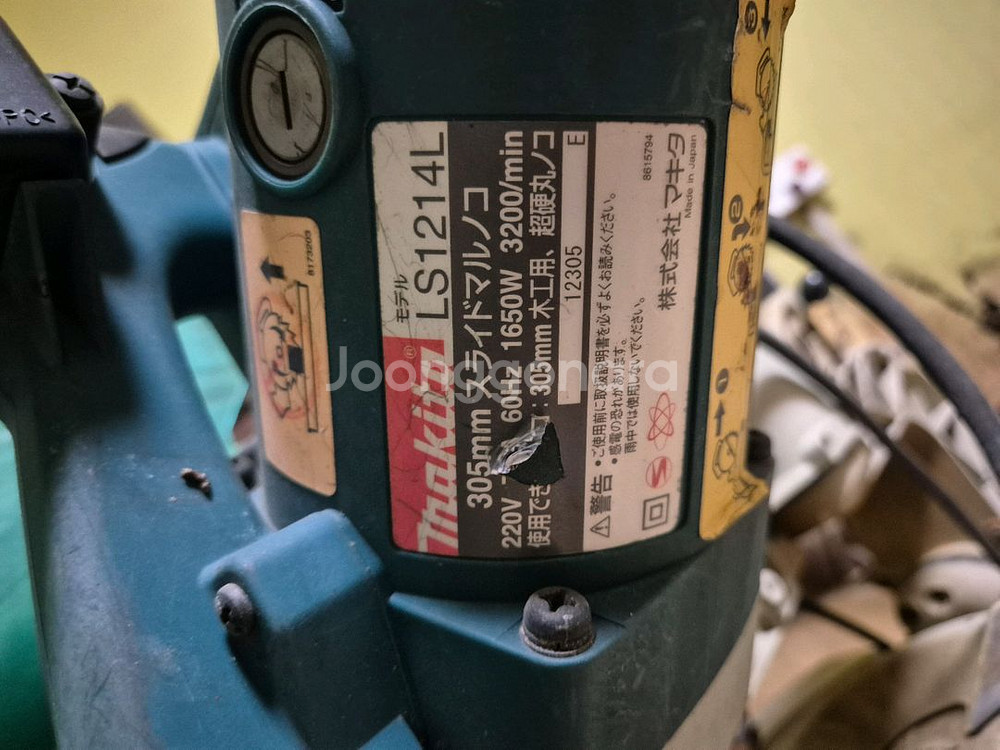 makita®
モデル
LS1214L
305mm スライドマルノコ
220V 60Hz 1650W 3200/min
使用でき :305mm 木工用、超硬丸ノコ
12305 E
⚠警告
・ご使用前に取扱説明書を必ずよくお読みください。
・感電の恐れがあります。
雨中では使用しないでください。
株式会社マキタ
Made in Japan
8615794
8173203
>PC<
Joonggonara